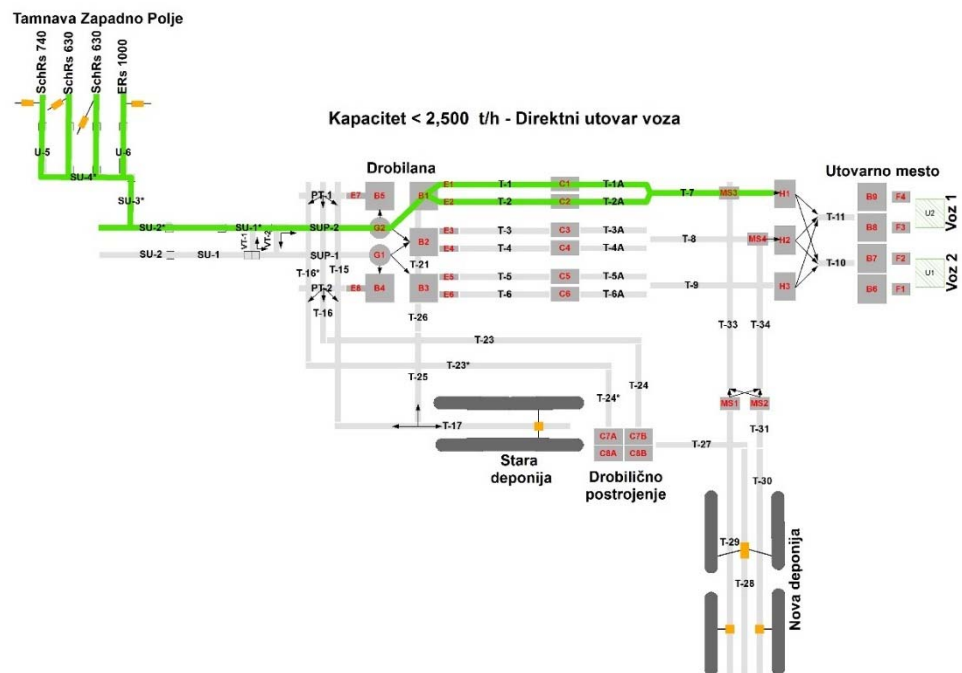 Tamnava Zapadno Polje
SchRs 740
SchRs 630
SchRs 630
ERs 1000
Kapacitet < 2,500 t/h - Direktni utovar voza
U-5
U-6
SU-4*
SU-3*
Drobilana
Utovarno mesto
PT-1
E7
B5
B1
E1
T-1
C1
T-1A
E2
T-2
C2
T-2A
T-7
MS3
H1
B9
F4
U2
Voz 1
T-11
B8
F3
SU-2*
SU-1*
SUP-2
G2
VT-1
VT-2
B2
E3
T-3
C3
T-3A
E4
T-4
C4
T-4A
T-8
MS4
H2
SU-2
SU-1
SUP-1
G1
T-21
T-10
B7
F2
U1
Voz 2
T-16*
T-15
E5
T-5
C5
T-5A
PT-2
E8
B4
B3
E6
T-6
C6
T-6A
T-9
H3
B6
F1
T-16
T-26
T-33
T-34
T-23
T-23*
T-25
T-24
T-24*
MS1
MS2
T-17
C7A
C7B
C8A
C8B
T-27
T-31
Stara
deponija
Drobilično
postrojenje
T-30
T-29
T-28
Nova deponija